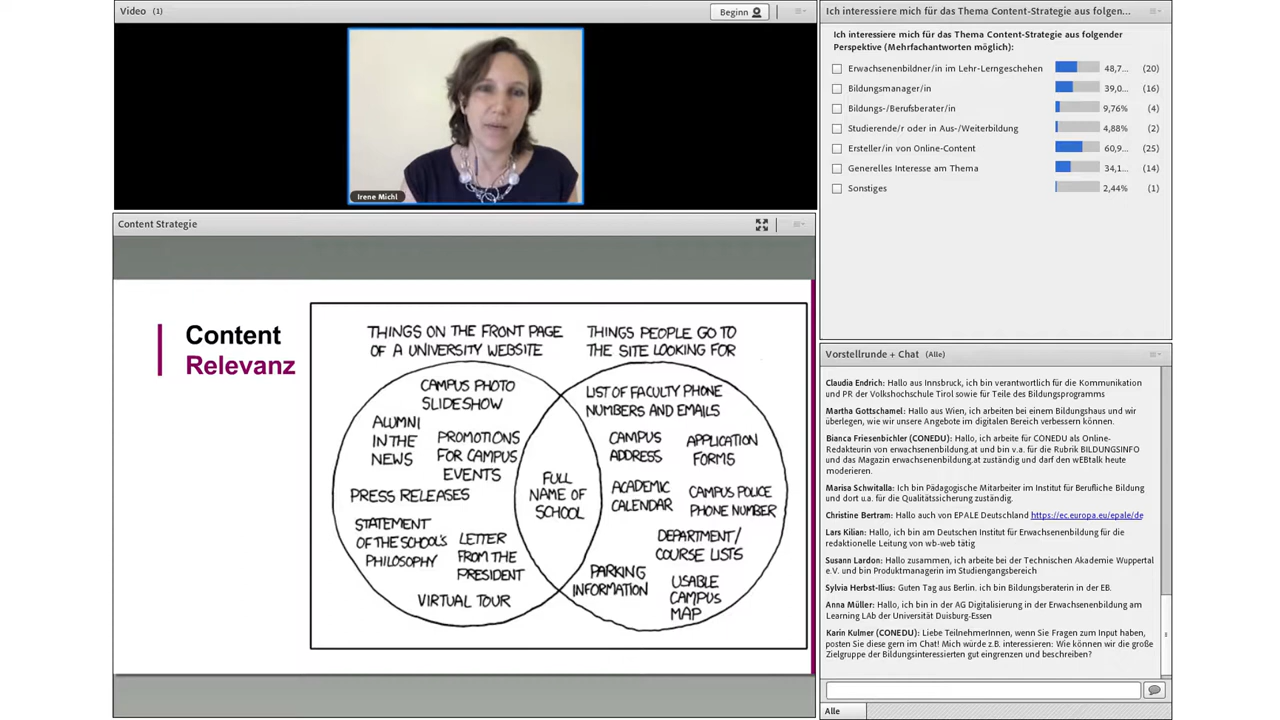 Video (1)
Beginn
Irene Michl
Content Strategie
Content
Relevanz
THINGS ON THE FRONT PAGE
OF A UNIVERSITY WEBSITE
THINGS PEOPLE GO TO
THE SITE LOOKING FOR
CAMPUS PHOTO
SLIDESHOW
ALUMNI
IN THE
NEWS
PROMOTIONS
FOR CAMPUS
EVENTS
PRESS RELEASES
STATEMENT
OF THE SCHOOL'S
PHILOSOPHY
LETTER
FROM THE
PRESIDENT
VIRTUAL TOUR
FULL
NAME OF
SCHOOL
LIST OF FACULTY PHONE
NUMBERS AND EMAILS
CAMPUS
ADDRESS
APPLICATION
FORMS
ACADEMIC
CALENDAR
CAMPUS POLICE
PHONE NUMBER
DEPARTMENT/
COURSE LISTS
PARKING
INFORMATION
USABLE
CAMPUS
MAP
Ich interessiere mich für das Thema Content-Strategie aus folgen...
Ich interessiere mich für das Thema Content-Strategie aus folgender
Perspektive (Mehrfachantworten möglich):
Erwachsenenbildner/in im Lehr-Lerngeschehen 48,7... (20)
Bildungsmanager/in 39,0... (16)
Bildungs-/Berufsberater/in 9,76% (4)
Studierende/r oder in Aus-/Weiterbildung 4,88% (2)
Ersteller/in von Online-Content 60,9... (25)
Generelles Interesse am Thema 34,1... (14)
Sonstiges 2,44% (1)
Vorstellrunde + Chat (Alle)
Claudia Endrich: Hallo aus Innsbruck, ich bin verantwortlich für die Kommunikation
und PR der Volkshochschule Tirol sowie für Teile des Bildungsprogramms
Martha Gottschamel: Hallo aus Wien, ich arbeiten bei einem Bildungshaus und wir
überlegen, wie wir unsere Angebote im digitalen Bereich verbessern können.
Bianca Friesenbichler (CONEDU): Hallo, ich arbeite für CONEDU als Online-
Redakteurin von erwachsenenbildung.at und bin v.a. für die Rubrik BILDUNGSINFO
und das Magazin erwachsenenbildung.at zuständig und darf den wEBtalk heute
moderieren.
Marisa Schwitalla: Ich bin Pädagogische Mitarbeiter im Institut für Berufliche Bildung
und dort u.a. für die Qualitätssicherung zuständig.
Christine Bertram: Hallo auch von EPALE Deutschland https://ec.europa.eu/epale/de
Lars Kilian: Hallo, ich bin am Deutschen Institut für Erwachsenenbildung für die
redaktionelle Leitung von wb-web tätig
Susann Lardon: Hallo zusammen, ich arbeite bei der Technischen Akademie Wuppertal
e.V. und bin Produktmanagerin im Studiengangsbereich
Sylvia Herbst-Ilius: Guten Tag aus Berlin. ich bin Bildungsberaterin in der EB.
Anna Müller: Hallo, ich bin in der AG Digitalisierung in der Erwachsenenbildung am
Learning LAb der Universität Duisburg-Essen
Karin Kulmer (CONEDU): Liebe TeilnehmerInnen, wenn Sie Fragen zum Input haben,
posten Sie diese gern im Chat! Mich würde z.B. interessieren: Wie können wir die große
Zielgruppe der Bildungsinteressierten gut eingrenzen und beschreiben?
Alle